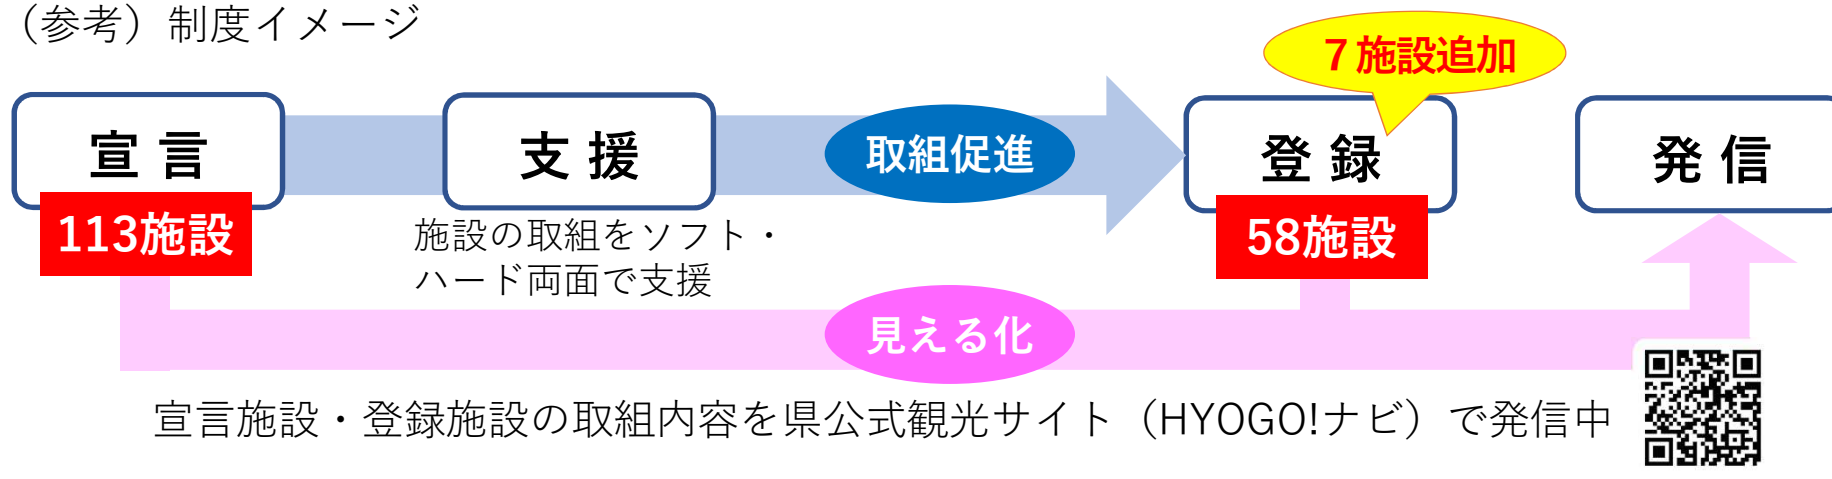 （参考）制度イメージ
７施設追加
宣 言
支 援
取組促進
登 録
発 信
113施設
58施設
施設の取組をソフト・
ハード両面で支援
見える化
宣言施設・登録施設の取組内容を県公式観光サイト（HYOGO!ナビ）で発信中